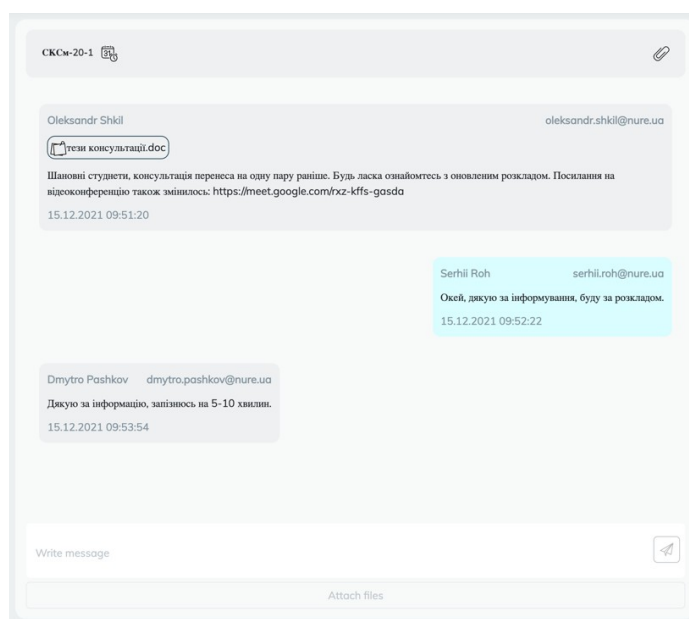 СКСм-20-1
Oleksandr Shkil oleksandr.shkil@nure.ua
тези консультації.doc
Шановні студнети, консультація перенеса на одну пару раніше. Будь ласка ознайомтесь з оновленим розкладом. Посилання на
відеоконференцію також змінилось: https://meet.google.com/rxz-kffs-gasda
15.12.2021 09:51:20
Serhii Roh serhii.roh@nure.ua
Окей, дякую за інформування, буду за розкладом.
15.12.2021 09:52:22
Dmytro Pashkov dmytro.pashkov@nure.ua
Дякую за інформацію, запізнюсь на 5-10 хвилин.
15.12.2021 09:53:54
Write message
Attach files